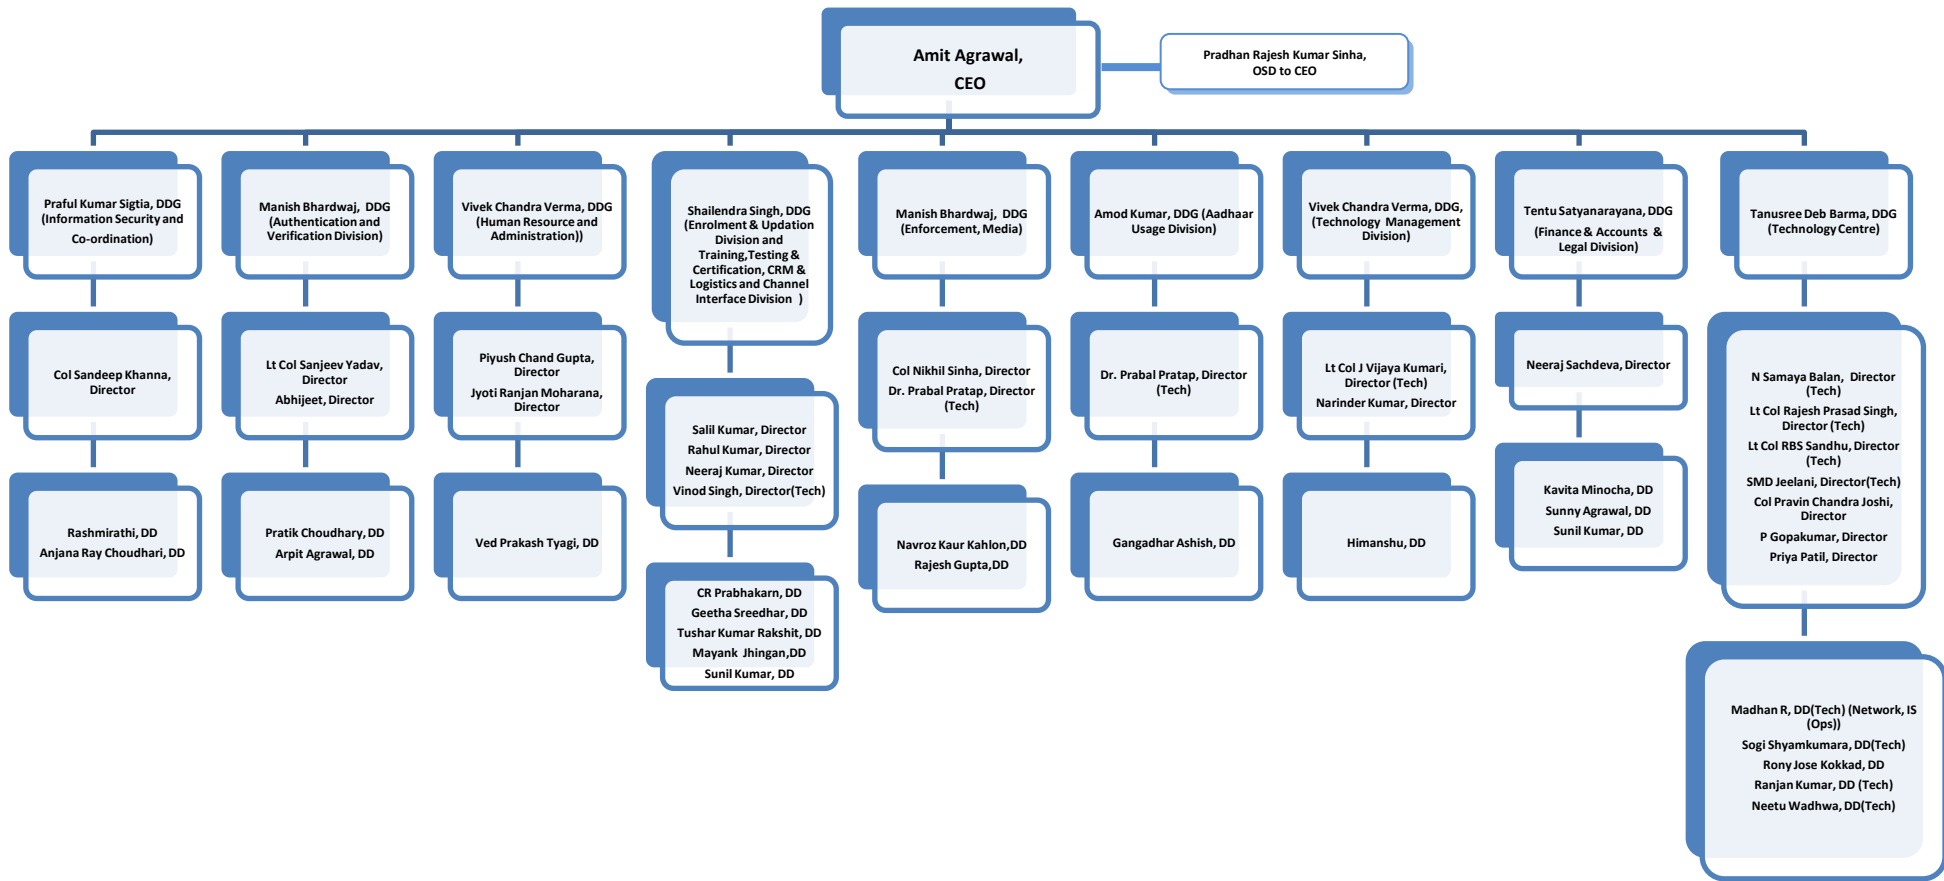 Amit Agrawal,
CEO
Pradhan Rajesh Kumar Sinha,
OSD to CEO
Praful Kumar Sigtia, DDG
(Information Security and
Co-ordination)
Col Sandeep Khanna,
Director
Rashmirathi, DD
Anjana Ray Choudhari, DD
Manish Bhardwaj,  DDG
(Authentication and
Verification Division)
Lt Col Sanjeev Yadav,
Director
Abhijeet, Director
Pratik Choudhary, DD
Arpit Agrawal, DD
Vivek Chandra Verma, DDG
(Human Resource and
Administration))
Piyush Chand Gupta,
Director
Jyoti Ranjan Moharana,
Director
Ved Prakash Tyagi, DD
Shailendra Singh, DDG
(Enrolment & Updation
Division and
Training,Testing &
Certification, CRM &
Logistics and Channel
Interface Division  )
Salil Kumar, Director
Rahul Kumar, Director
Neeraj Kumar, Director
Vinod Singh, Director(Tech)
CR Prabhakarn, DD
Geetha Sreedhar, DD
Tushar Kumar Rakshit, DD
Mayank  Jhingan,DD
Sunil Kumar, DD
Manish Bhardwaj,  DDG
(Enforcement, Media)
Col Nikhil Sinha, Director
Dr. Prabal Pratap, Director
(Tech)
Navroz Kaur Kahlon,DD
Rajesh Gupta,DD
Amod Kumar, DDG (Aadhaar
Usage Division)
Dr. Prabal Pratap, Director
(Tech)
Gangadhar Ashish, DD
Vivek Chandra Verma, DDG,
(Technology  Management
Division)
Lt Col J Vijaya Kumari,
Director (Tech)
Narinder Kumar, Director
Himanshu, DD
Tentu Satyanarayana, DDG
(Finance & Accounts  &
Legal Division)
Neeraj Sachdeva, Director
Kavita Minocha, DD
Sunny Agrawal, DD
Sunil Kumar, DD
Tanusree Deb Barma, DDG
(Technology Centre)
N Samaya Balan,  Director
(Tech)
Lt Col Rajesh Prasad Singh,
Director (Tech)
Lt Col RBS Sandhu, Director
(Tech)
SMD Jeelani, Director(Tech)
Col Pravin Chandra Joshi,
Director
P Gopakumar, Director
Priya Patil, Director
Madhan R, DD(Tech) (Network, IS
(Ops))
Sogi Shyamkumara, DD(Tech)
Rony Jose Kokkad, DD
Ranjan Kumar, DD (Tech)
Neetu Wadhwa, DD(Tech)